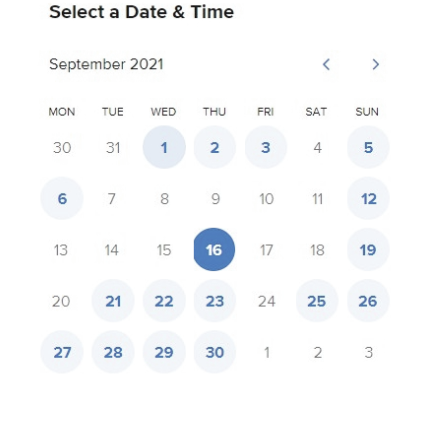 Select a Date & Time
September 2021
MON TUE WED THU FRI SAT SUN
30 31 1 2 3 4 5
6 7 8 9 10 11 12
13 14 15 16 17 18 19
20 21 22 23 24 25 26
27 28 29 30 1 2 3